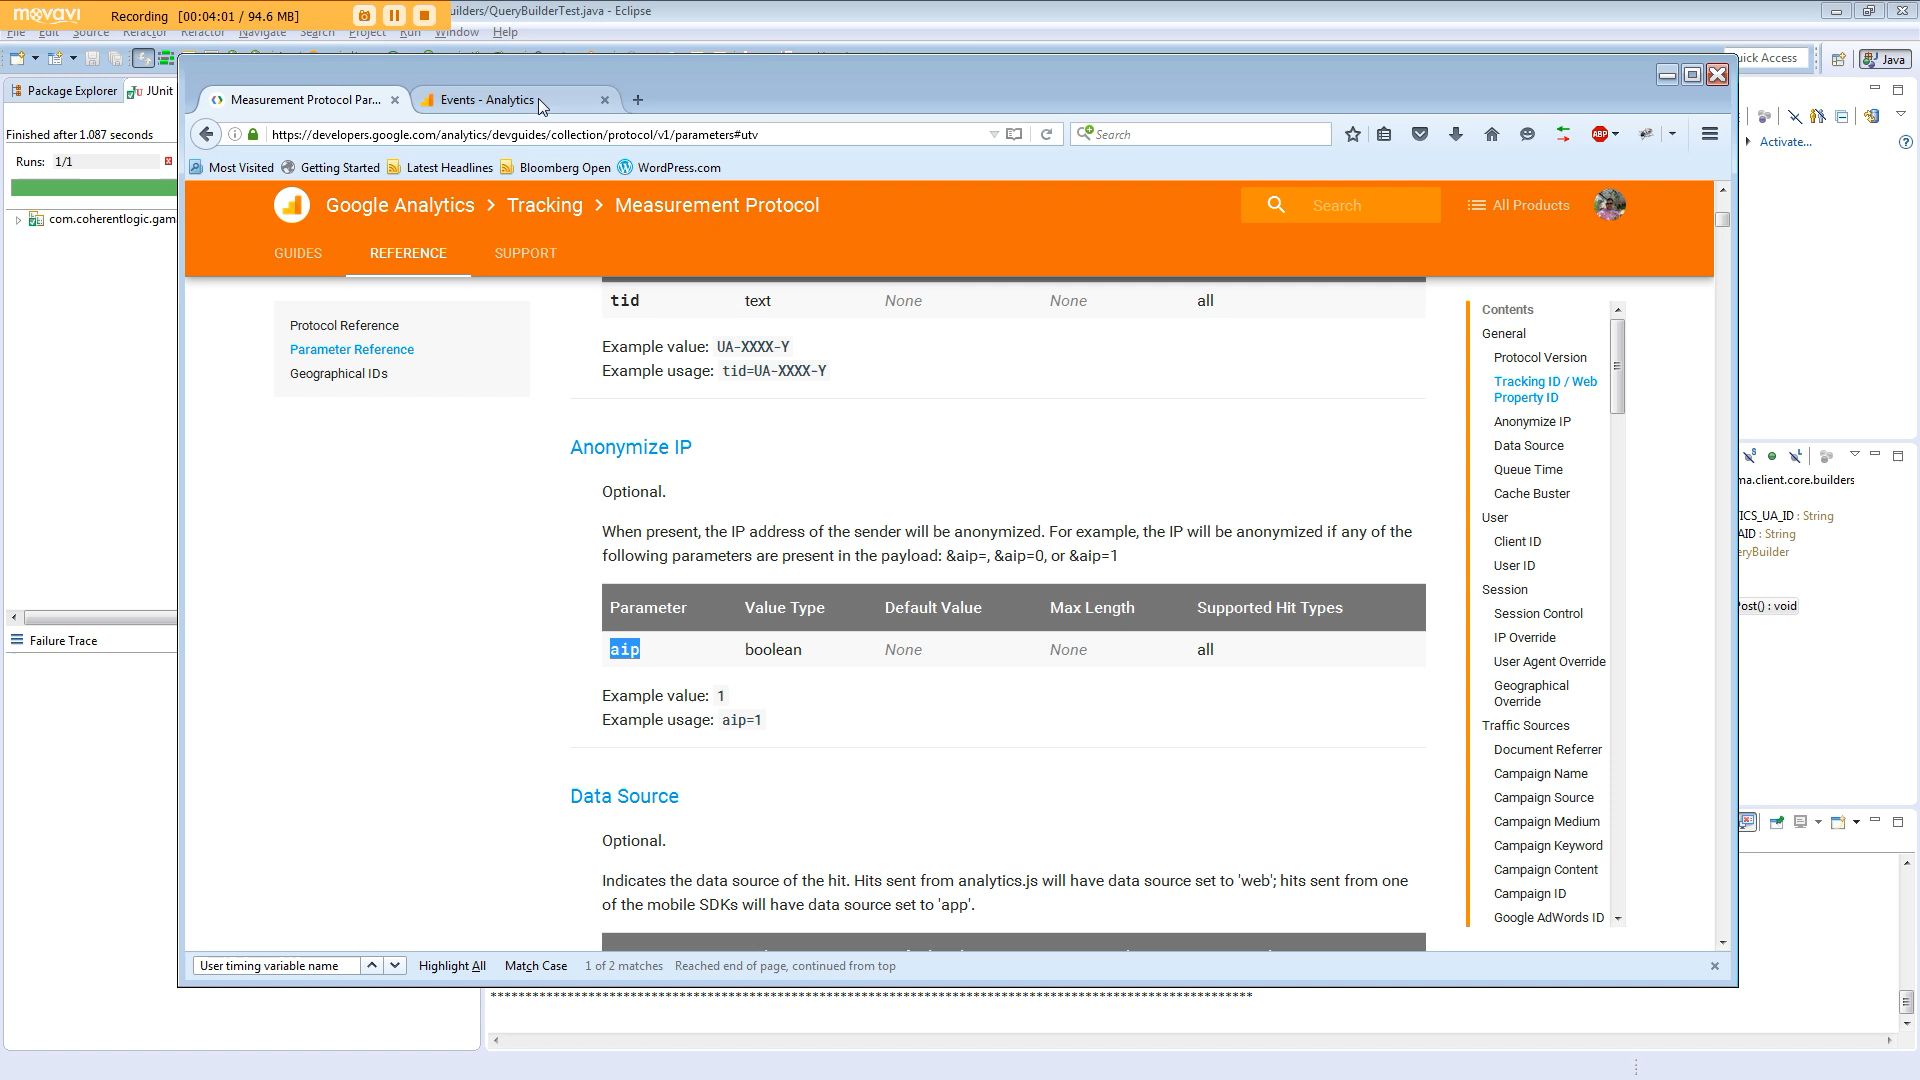 movavi
Recording [00:04:01 / 94.6 MB]
uilders/QueryBuilderTest.java - Eclipse
File Edit Source Refactor Refactor Navigate Search Project Run Window Help
uick Access
Java
Package Explorer
JUnit
Measurement Protocol Par...
Events - Analytics
Finished after 1.087 seconds
https://developers.google.com/analytics/devguides/collection/protocol/v1/parameters#utv
Search
ABP
Activate...
Runs: 1/1
Most Visited
Getting Started
Latest Headlines
Bloomberg Open
WordPress.com
com.coherentlogic.gam
Google Analytics > Tracking > Measurement Protocol
Search
All Products
GUIDES
REFERENCE
SUPPORT
Protocol Reference
Parameter Reference
Geographical IDs
tid text None None all
Example value: UA-XXXX-Y
Example usage: tid=UA-XXXX-Y
Anonymize IP
Optional.
When present, the IP address of the sender will be anonymized. For example, the IP will be anonymized if any of the
following parameters are present in the payload: &aip=, &aip=0, or &aip=1
Parameter Value Type Default Value Max Length Supported Hit Types
aip boolean None None all
Example value: 1
Example usage: aip=1
Data Source
Optional.
Indicates the data source of the hit. Hits sent from analytics.js will have data source set to 'web'; hits sent from one
of the mobile SDKs will have data source set to 'app'.
Contents
General
Protocol Version
Tracking ID / Web
Property ID
Anonymize IP
Data Source
Queue Time
Cache Buster
User
Client ID
User ID
Session
Session Control
IP Override
User Agent Override
Geographical
Override
Traffic Sources
Document Referrer
Campaign Name
Campaign Source
Campaign Medium
Campaign Keyword
Campaign Content
Campaign ID
Google AdWords ID
ma.client.core.builders
ICS_UA_ID : String
AID : String
eryBuilder
Post() : void
Failure Trace
User timing variable name
Highlight All
Match Case
1 of 2 matches
Reached end of page, continued from top